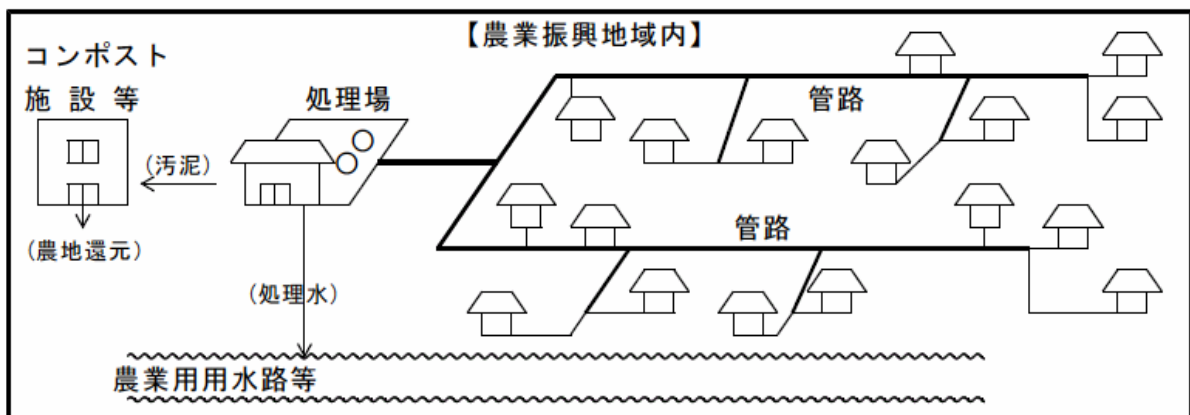 【農業振興地域内】
コンポスト
施設等
処理場
管路
(汚泥)
管路
(農地還元)
(処理水)
農業用用水路等